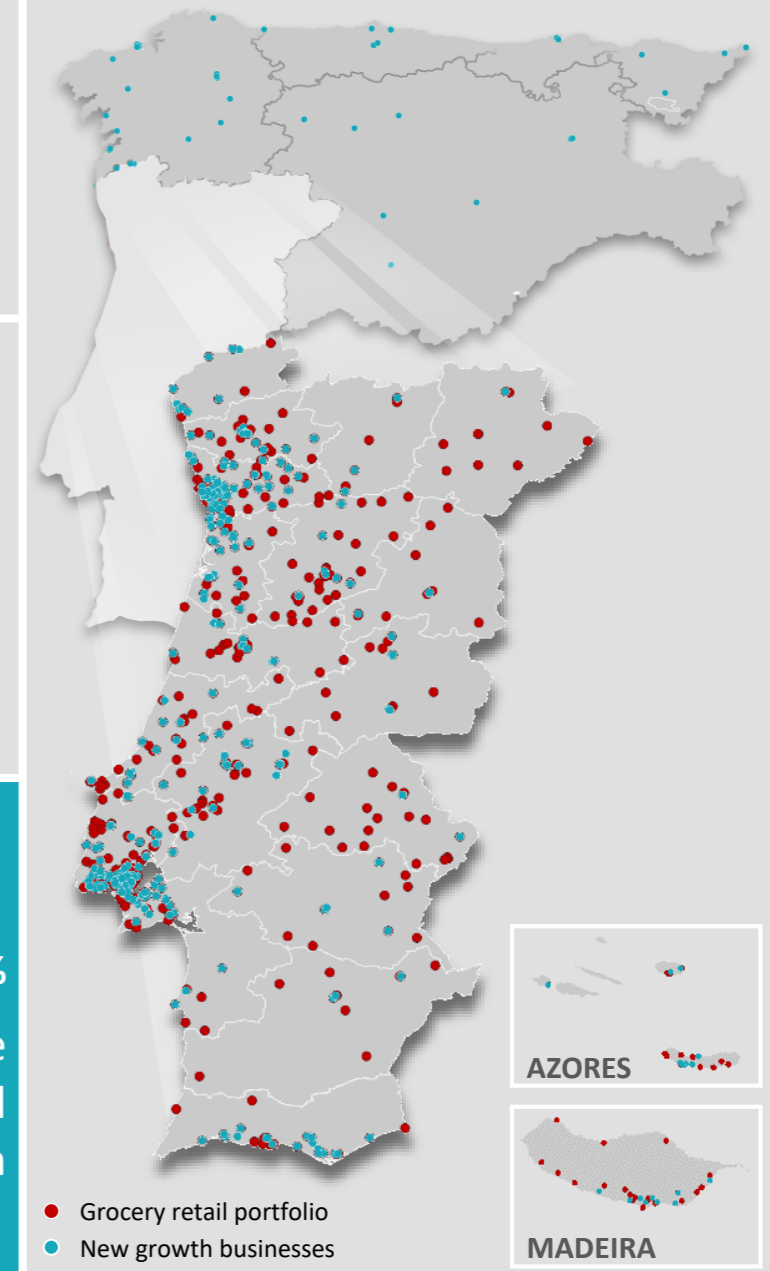 %
e
n
AZORES
Grocery retail portfolio
New growth businesses
MADEIRA